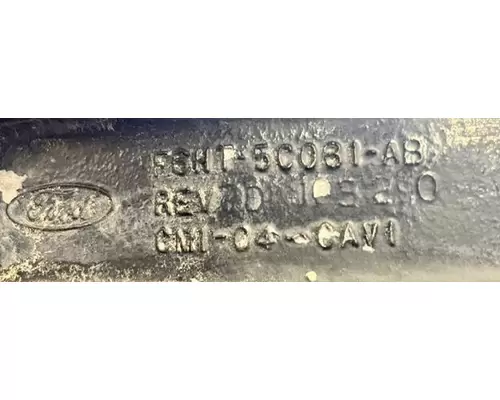 F6HT-5C081-AB
Ford
REV
CMI-04-CAV1